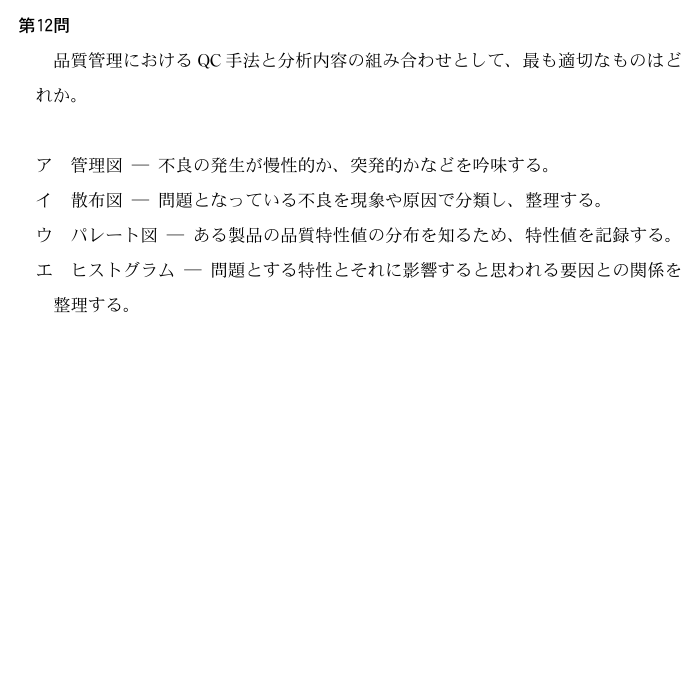 第12問
品質管理における QC 手法と分析内容の組み合わせとして、最も適切なものはど
れか。
ア 管理図 ― 不良の発生が慢性的か、突発的かなどを吟味する。
イ 散布図 ― 問題となっている不良を現象や原因で分類し、整理する。
ウ パレート図 ― ある製品の品質特性値の分布を知るため、特性値を記録する。
エ ヒストグラム ― 問題とする特性とそれに影響すると思われる要因との関係を
整理する。